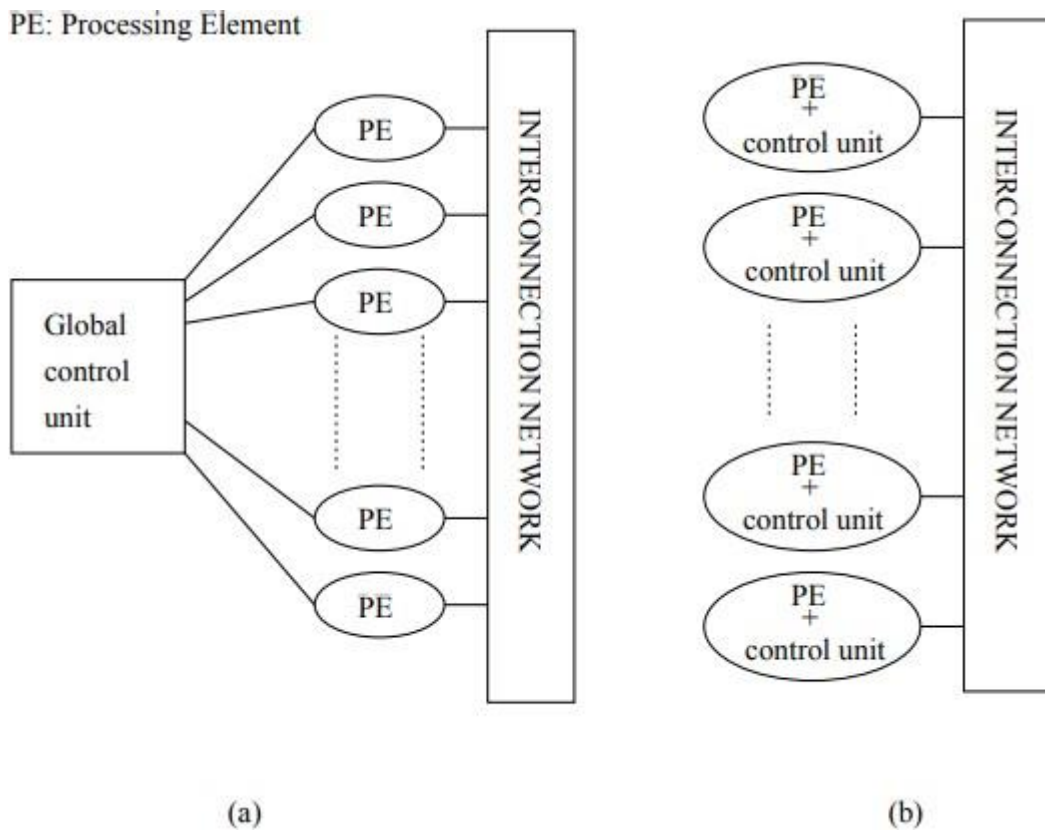 PE: Processing Element
Global
control
unit
PE
PE
PE
PE
PE
INTERCONNECTION NETWORK
(a)
PE
+
control unit
PE
+
control unit
PE
+
control unit
PE
+
control unit
INTERCONNECTION NETWORK
(b)